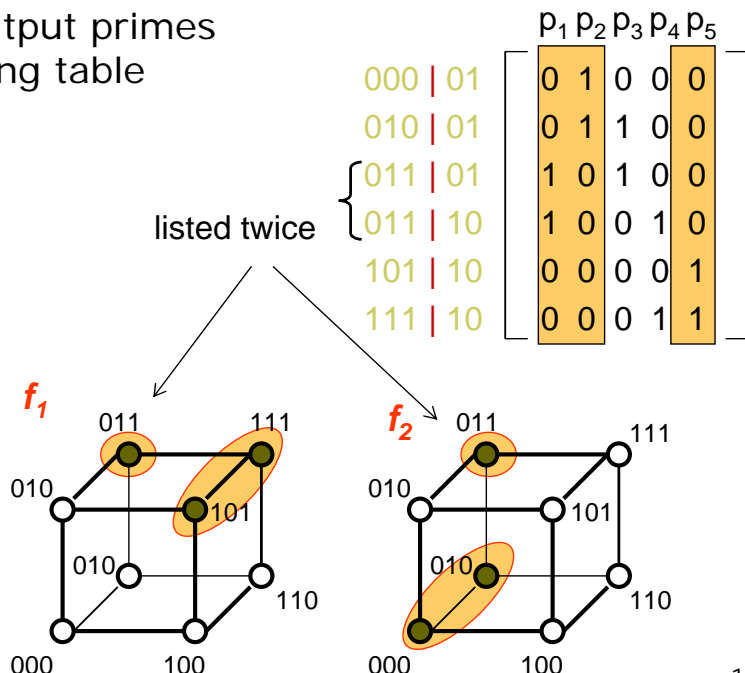 tput primes
ng table
p1 p2 p3 p4 p5
000 | 01 0 1 0 0 0
010 | 01 0 1 1 0 0
011 | 01 1 0 1 0 0
011 | 10 1 0 0 1 0
101 | 10 0 0 0 0 1
111 | 10 0 0 0 1 1
listed twice
f1
011 111
010
101
010
110
000 100
f2
011
111
010
101
010
110
000 100